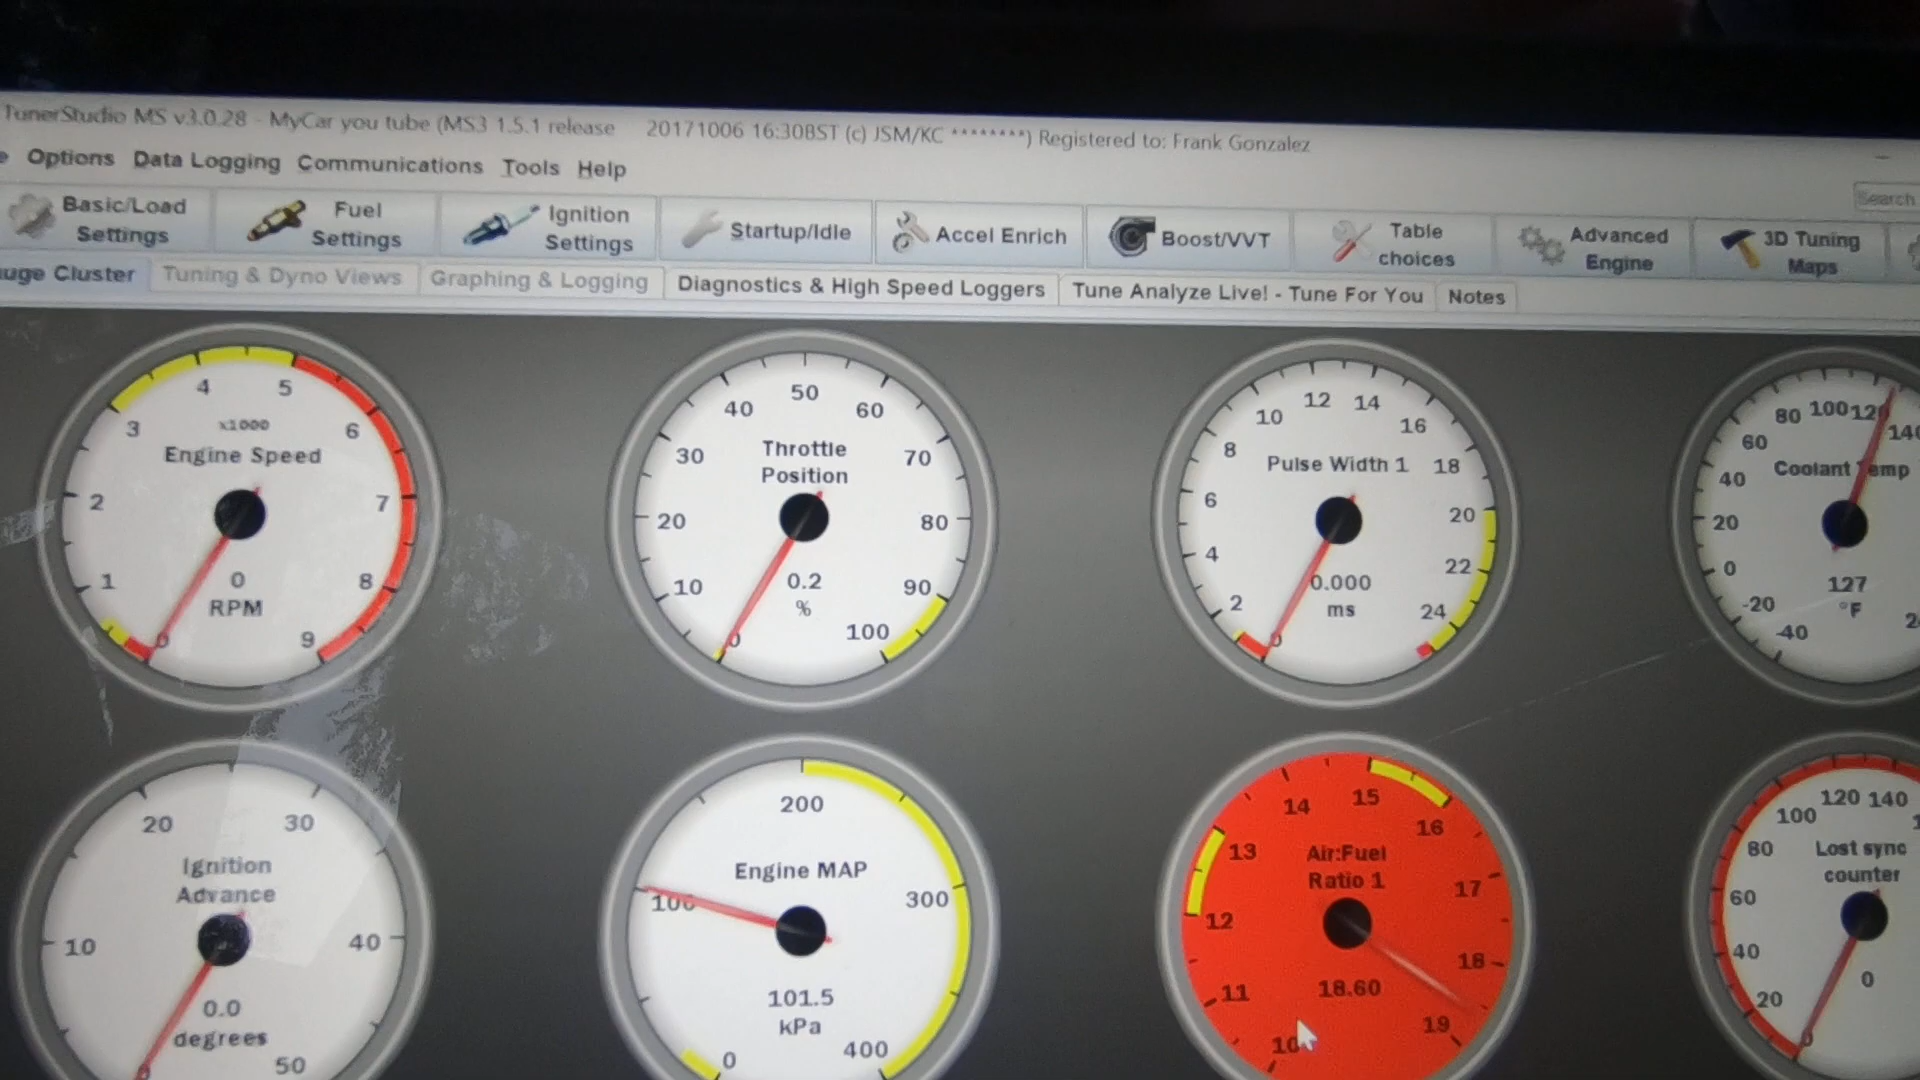 TunerStudio MS v3.0.28 - MyCar you tube (MS3 1.5.1 release 20171006 16:30BST (c) JSM/KC ********) Registered to: Frank Gonzalez
Options Data Logging Communications Tools Help
Search
Basic/Load Settings
Fuel Settings
Ignition Settings
Startup/Idle
Accel Enrich
Boost/VVT
Table choices
Advanced Engine
3D Tuning Maps
uge Cluster
Tuning & Dyno Views
Graphing & Logging
Diagnostics & High Speed Loggers
Tune Analyze Live! - Tune For You
Notes
0 1 2 3 4 5 6 7 8 9
x1000
Engine Speed
0
RPM
0 10 20 30 40 50 60 70 80 90 100
Throttle
Position
0.2
%
0 2 4 6 8 10 12 14 16 18 20 22 24
Pulse Width 1
0.000
ms
-40 -20 0 20 40 60 80 100 120 140
Coolant Temp
127
°F
10 20 30 40 50
Ignition
Advance
0.0
degrees
0 100 200 300 400
Engine MAP
101.5
kPa
10 11 12 13 14 15 16 17 18 19
Air:Fuel
Ratio 1
18.60
0 20 40 60 80 100 120 140
Lost sync
counter
0